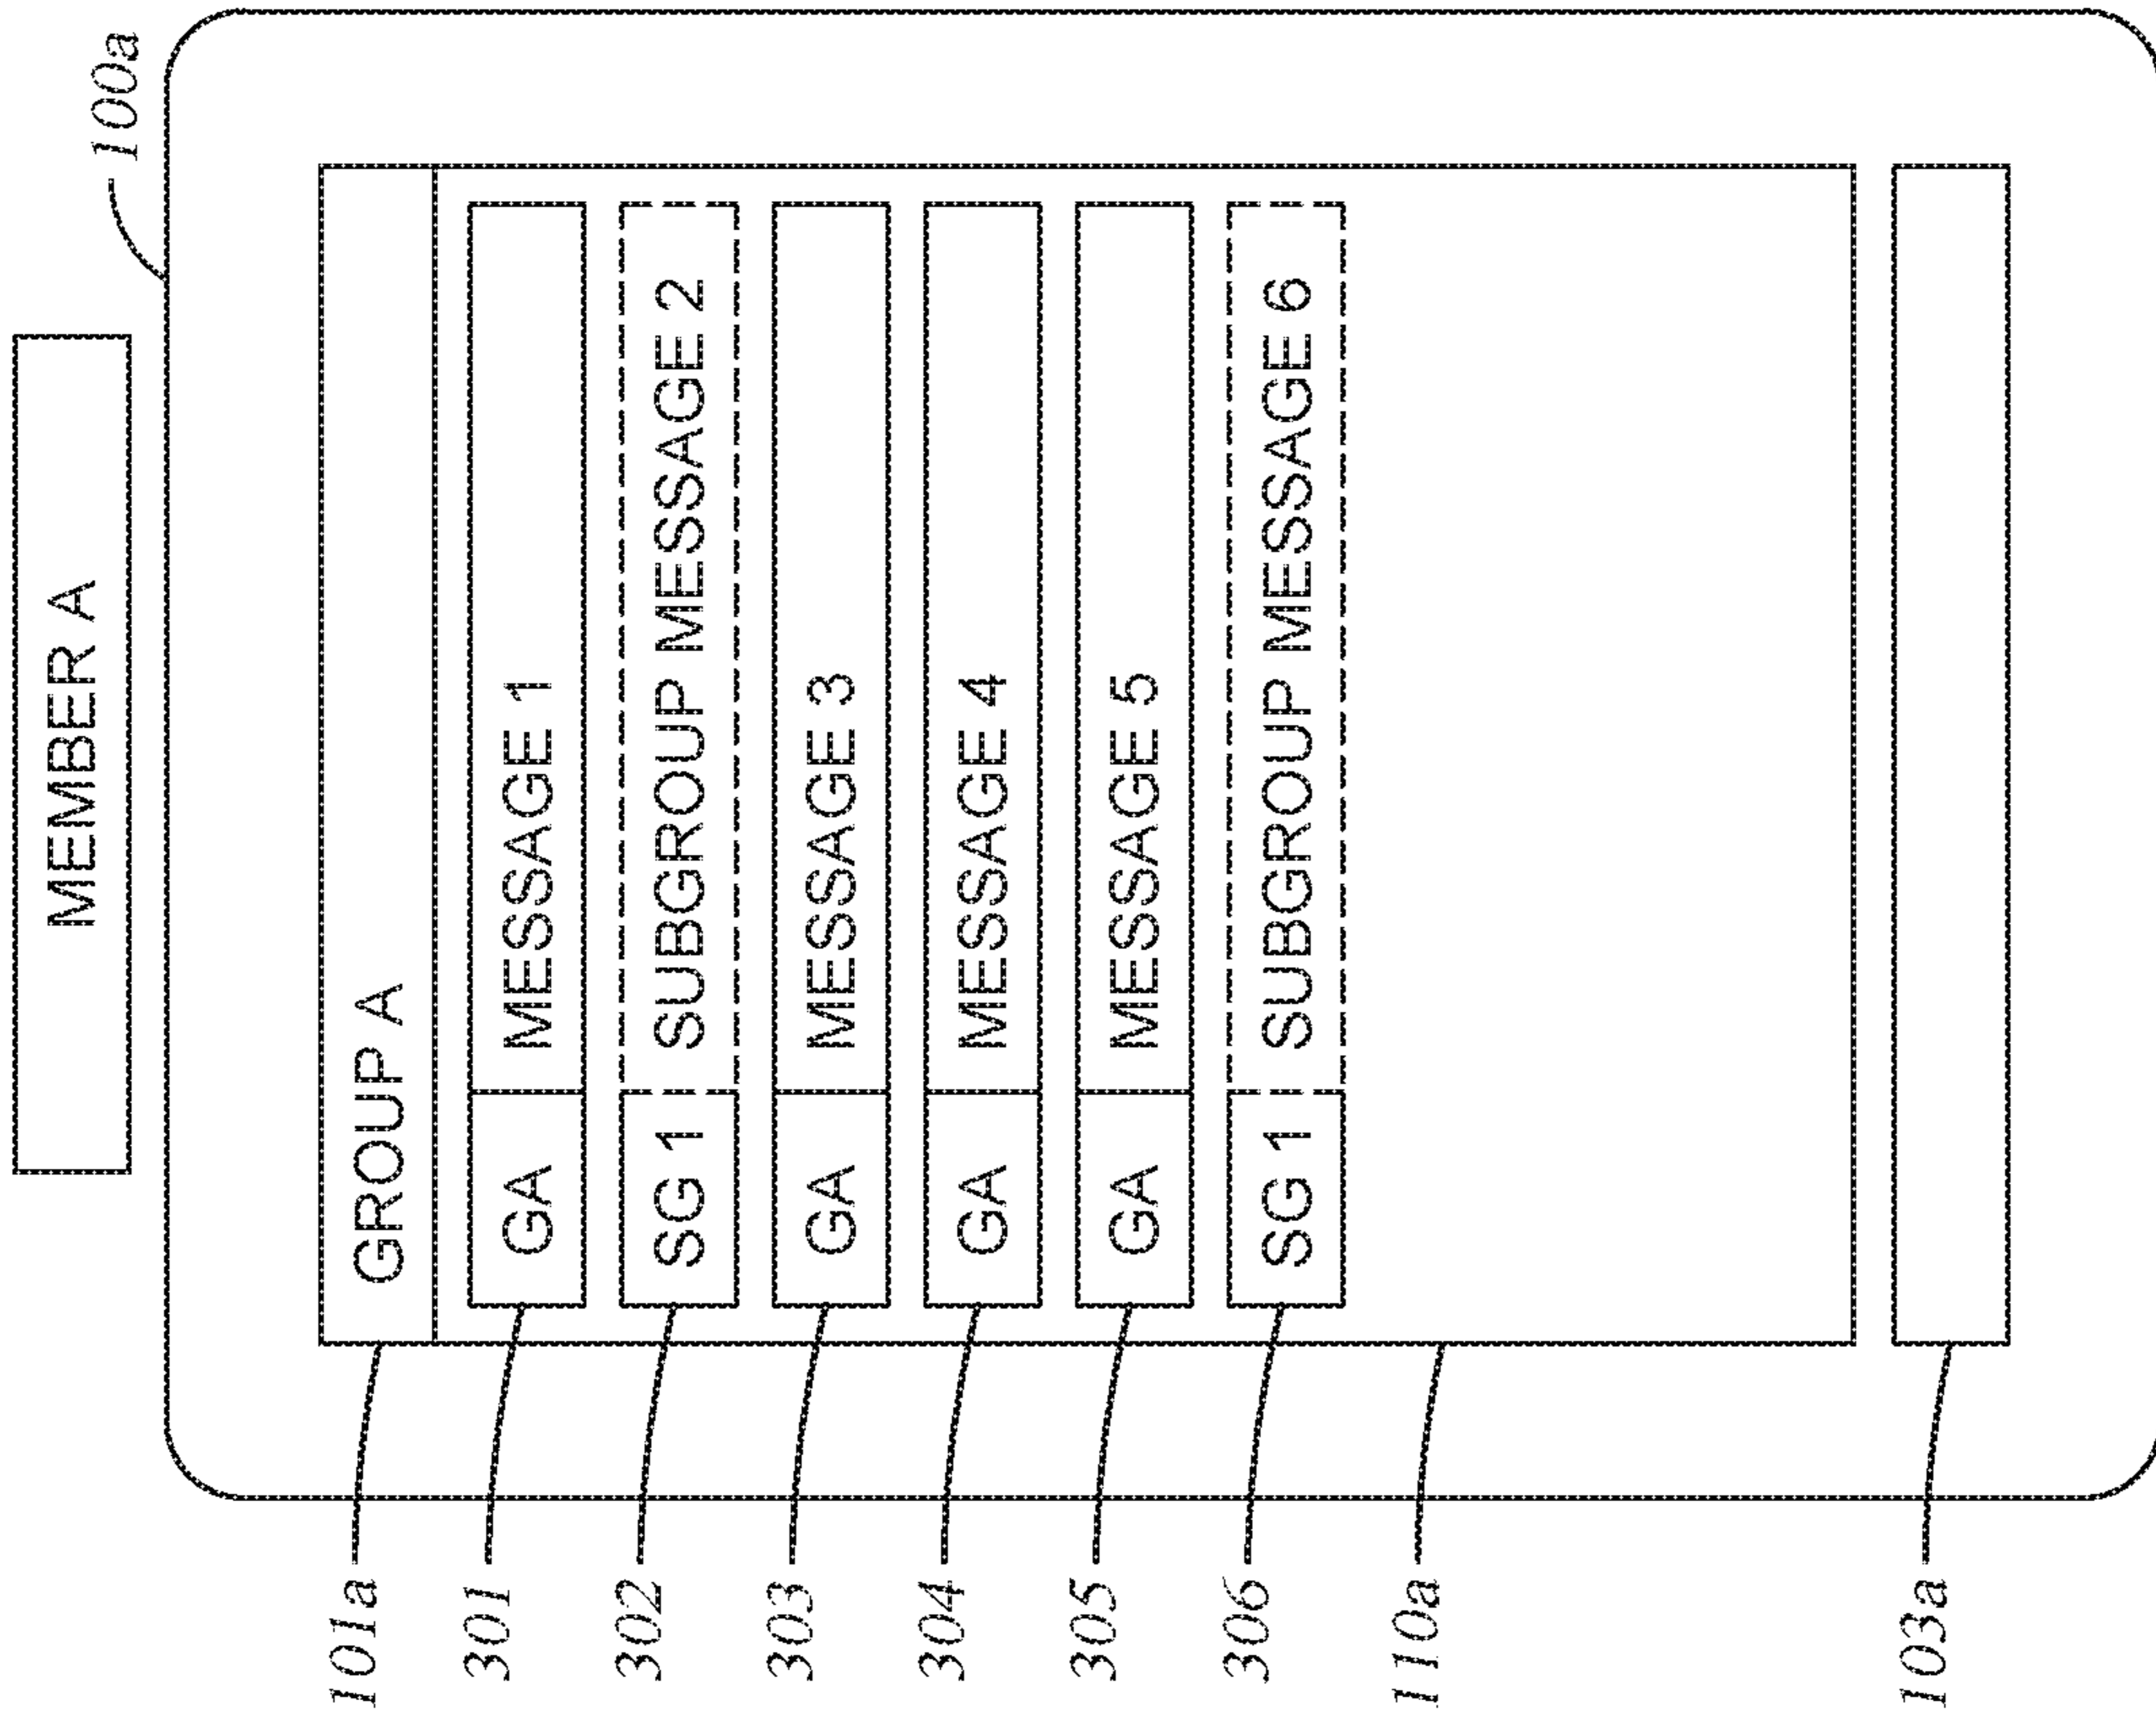 MEMBER A
100a
101a
GROUP A
301
GA MESSAGE 1
302
SG 1 SUBGROUP MESSAGE 2
303
GA MESSAGE 3
304
GA MESSAGE 4
305
GA MESSAGE 5
306
SG 1 SUBGROUP MESSAGE 6
110a
103a